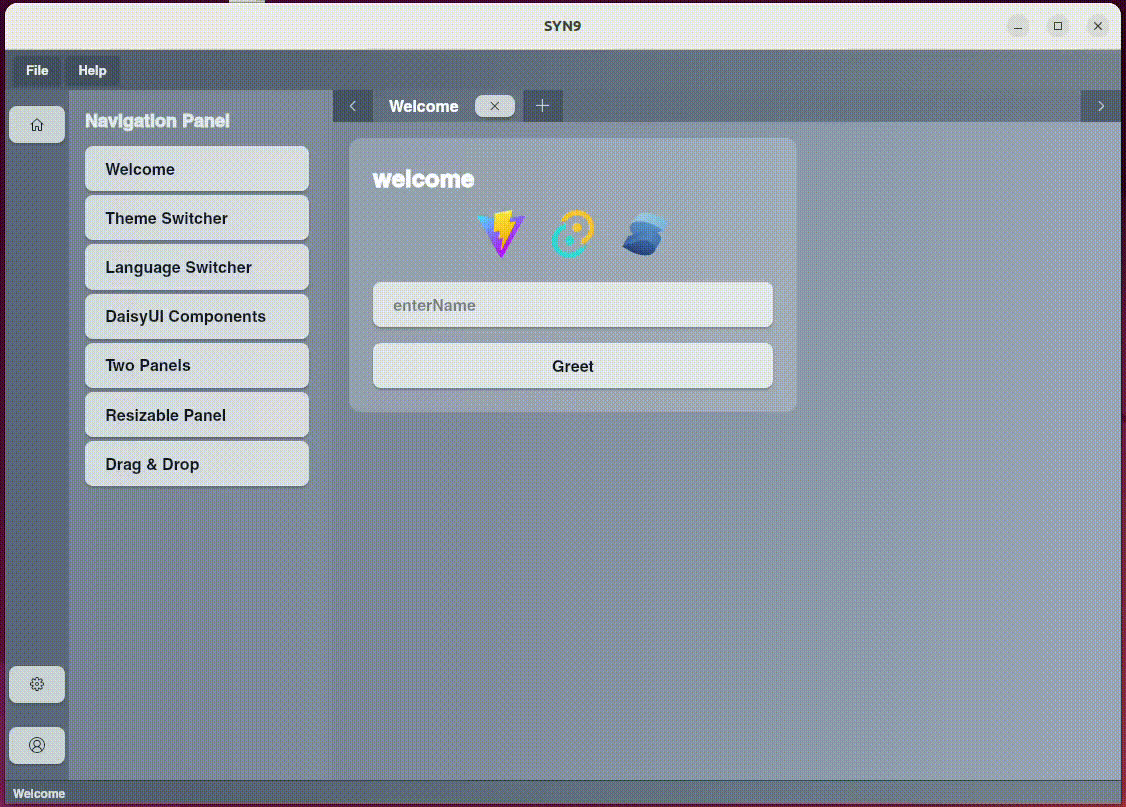 SYN9
File Help
Navigation Panel
Welcome
Theme Switcher
Language Switcher
DaisyUI Components
Two Panels
Resizable Panel
Drag & Drop
Welcome
welcome
enterName
Greet
Welcome